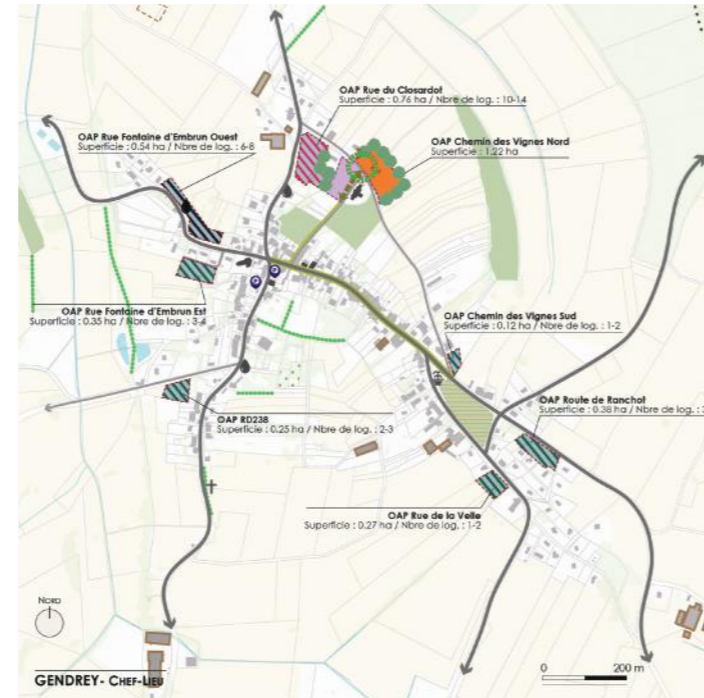 OAP Rue du Closardot
Superficie : 0.76 ha / Nbre de log. : 10-14
OAP Rue Fontaine d'Embrun Ouest
Superficie : 0.54 ha / Nbre de log. : 6-8
OAP Chemin des Vignes Nord
Superficie : 1.22 ha
OAP Rue Fontaine d'Embrun Est
Superficie : 0.35 ha / Nbre de log. : 3-4
OAP Chemin des Vignes Sud
Superficie : 0.12 ha / Nbre de log. : 1-2
OAP Route de Ranchot
Superficie : 0.38 ha / Nbre de log. :
OAP RD238
Superficie : 0.25 ha / Nbre de log. : 2-3
OAP Rue de la Velle
Superficie : 0.27 ha / Nbre de log. : 1-2
NORD
GENDREY- CHEF-LIEU
0 200 m